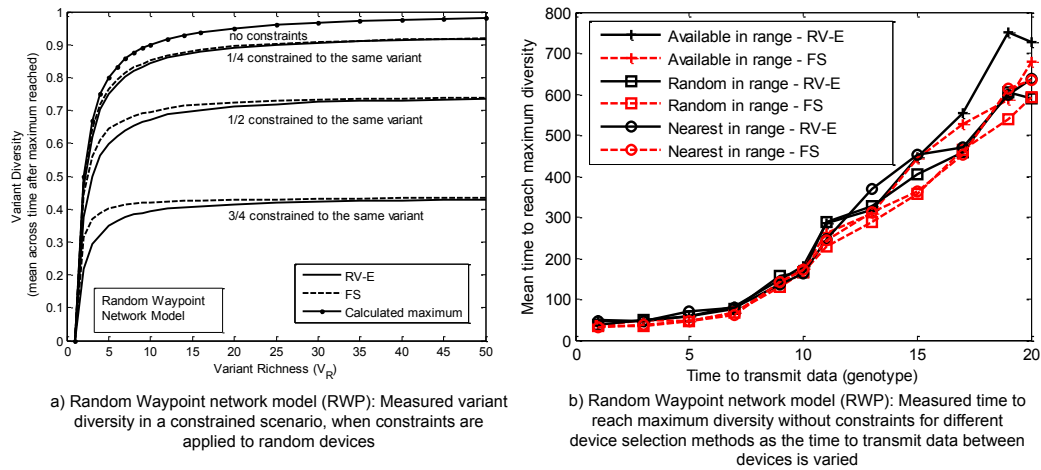 1
0.9
0.8
0.7
0.6
0.5
0.4
0.3
0.2
0.1
0
0
5
10
15
20
25
30
35
40
45
50
Variant Diversity
(mean across time after maximum reached)
Variant Richness (VR)
no constraints
1/4 constrained to the same variant
1/2 constrained to the same variant
3/4 constrained to the same variant
Random Waypoint
Network Model
RV-E
FS
Calculated maximum
a) Random Waypoint network model (RWP): Measured variant
diversity in a constrained scenario, when constraints are
applied to random devices
800
700
600
500
400
300
200
100
0
0
5
10
15
20
Mean time to reach maximum diversity
Time to transmit data (genotype)
Available in range - RV-E
Available in range - FS
Random in range - RV-E
Random in range - FS
Nearest in range - RV-E
Nearest in range - FS
b) Random Waypoint network model (RWP): Measured time to
reach maximum diversity without constraints for different
device selection methods as the time to transmit data between
devices is varied